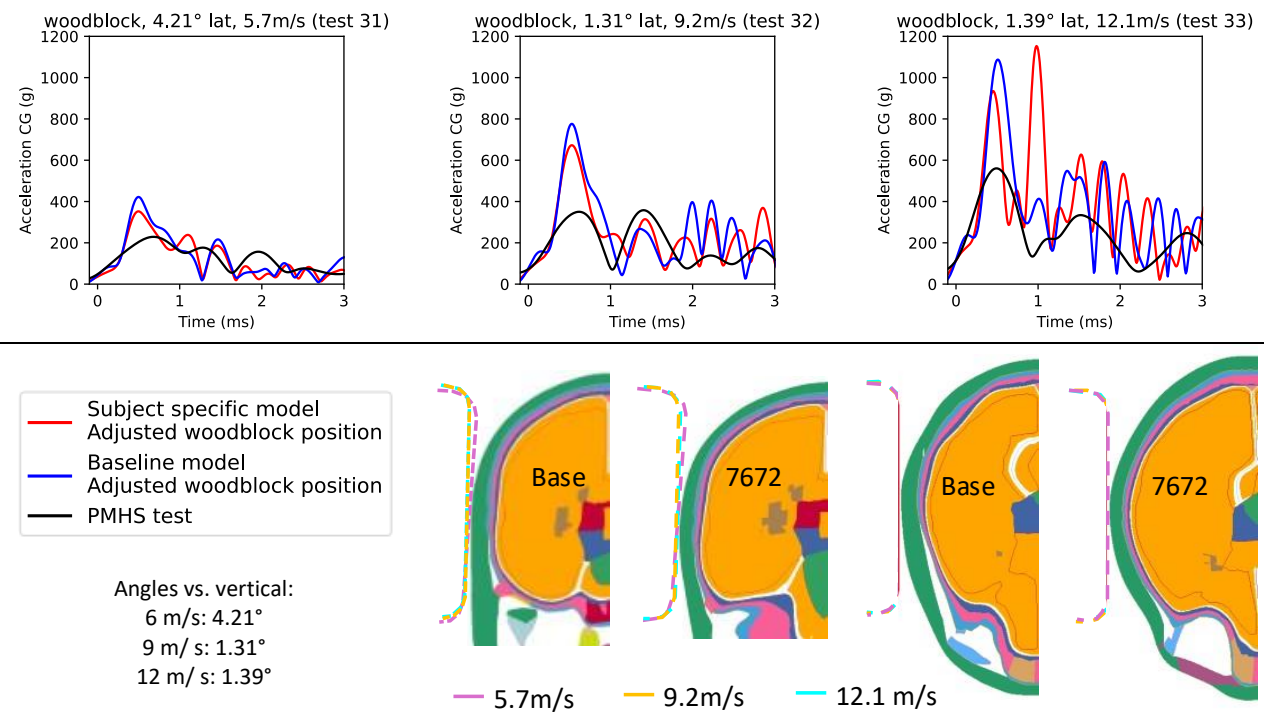 woodblock, 4.21° lat, 5.7m/s (test 31)
1200
1000
800
600
400
200
0
Acceleration CG (g)
0 1 2 3
Time (ms)
woodblock, 1.31° lat, 9.2m/s (test 32)
1200
1000
800
600
400
200
0
Acceleration CG (g)
0 1 2 3
Time (ms)
woodblock, 1.39° lat, 12.1m/s (test 33)
1200
1000
800
600
400
200
0
Acceleration CG (g)
0 1 2 3
Time (ms)
Subject specific model
Adjusted woodblock position
Baseline model
Adjusted woodblock position
PMHS test
Angles vs. vertical:
6 m/s: 4.21°
9 m/ s: 1.31°
12 m/ s: 1.39°
Base
7672
Base
7672
5.7m/s
9.2m/s
12.1 m/s